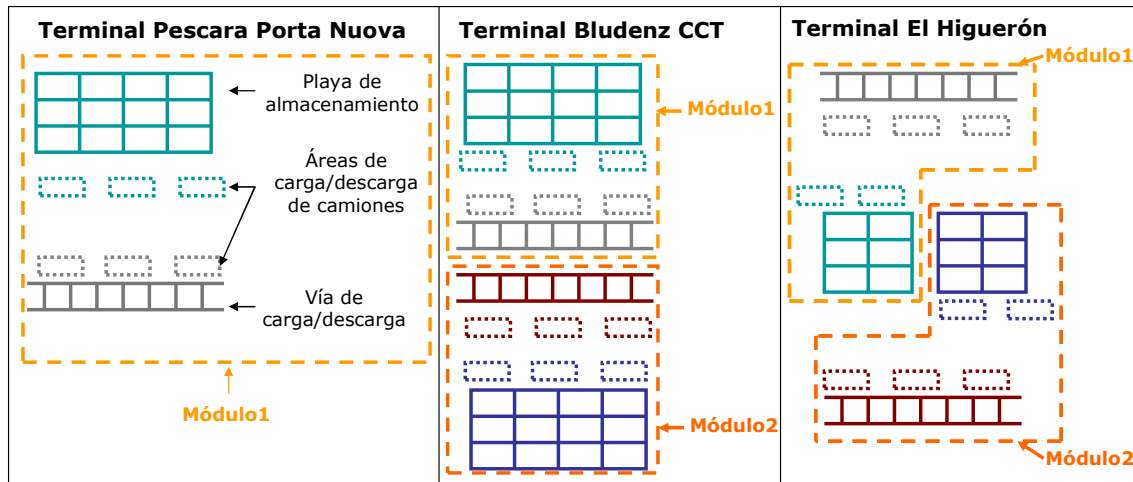 Terminal Pescara Porta Nuova
Playa de
almacenamiento
Áreas de
carga/descarga
de camiones
Vía de
carga/descarga
Módulo1
Terminal Bludenz CCT
Módulo1
Módulo2
Terminal El Higuerón
Módulo1
Módulo2